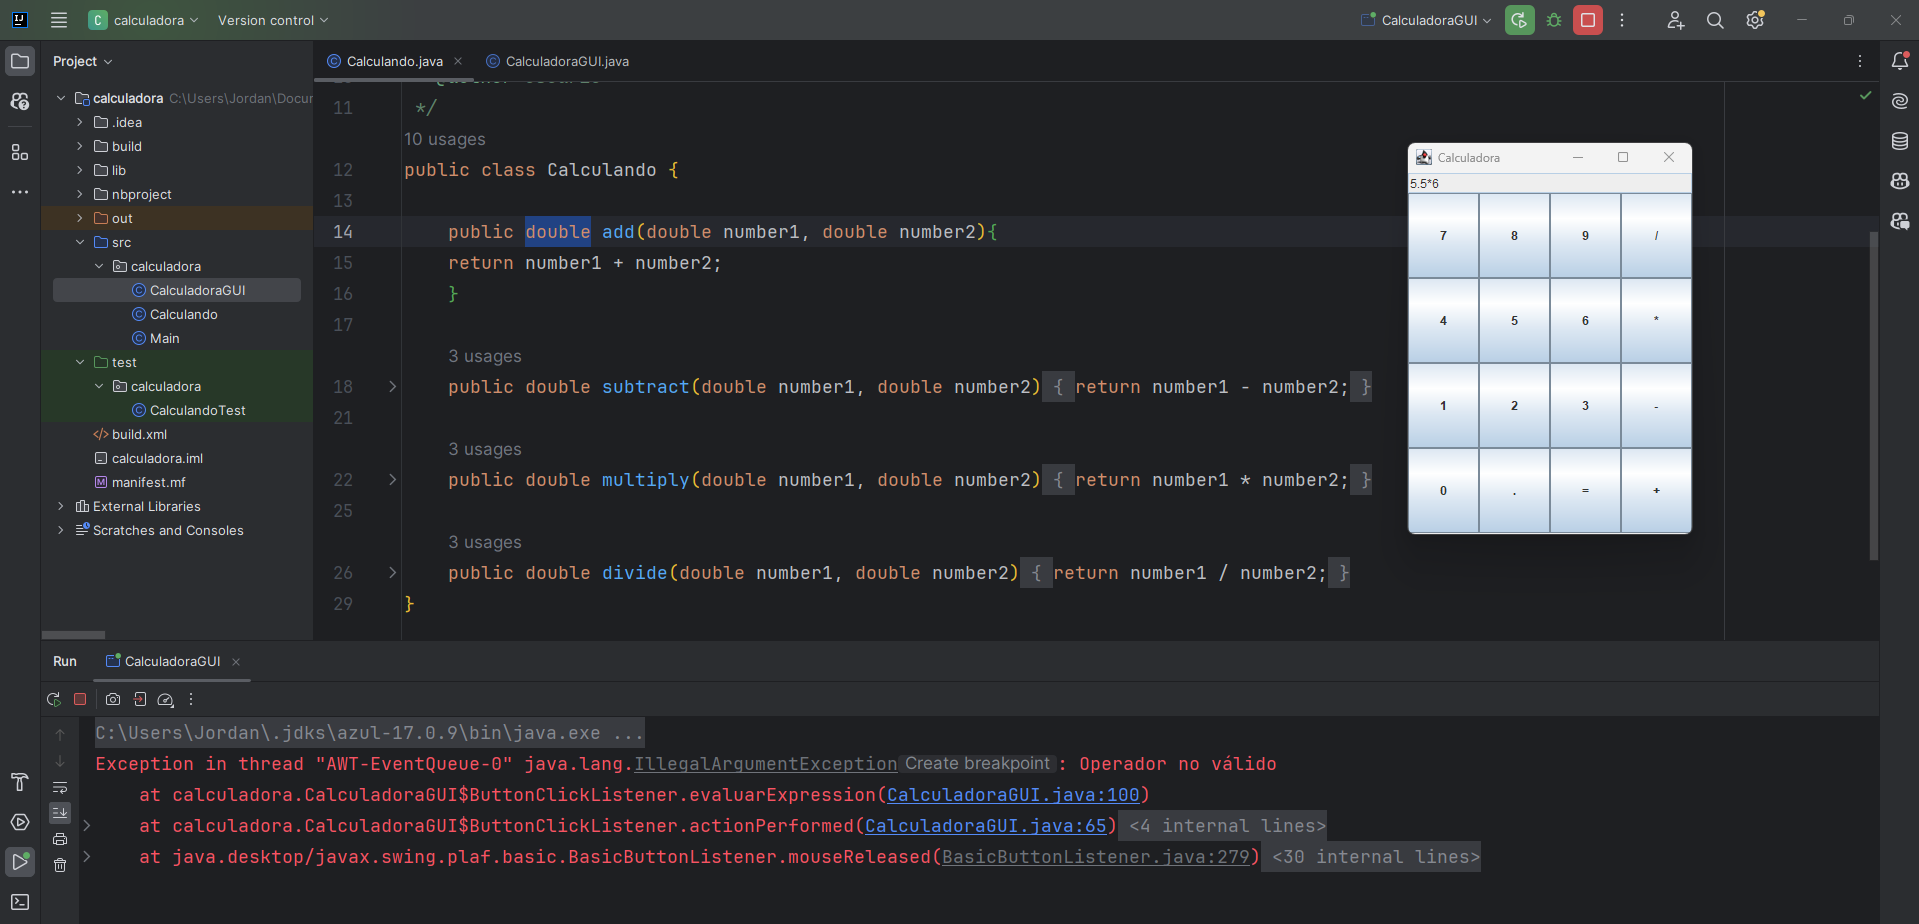 calculadora
Version control
CalculadoraGUI
Project
Calculando.java
CalculadoraGUI.java
calculadora C:\Users\Jordan\Docur
.idea
build
lib
nbproject
out
src
calculadora
CalculadoraGUI
Calculando
Main
test
calculadora
CalculandoTest
build.xml
calculadora.iml
manifest.mf
External Libraries
Scratches and Consoles
11 */
10 usages
12 public class Calculando {
13
14 public double add(double number1, double number2){
15 return number1 + number2;
16 }
17
3 usages
18 public double subtract(double number1, double number2) { return number1 - number2; }
21
3 usages
22 public double multiply(double number1, double number2) { return number1 * number2; }
25
3 usages
26 public double divide(double number1, double number2) { return number1 / number2; }
29 }
Calculadora
5.5*6
7 8 9 /
4 5 6 *
1 2 3 -
0 . = +
Run CalculadoraGUI
C:\Users\Jordan\.jdks\azul-17.0.9\bin\java.exe ...
Exception in thread "AWT-EventQueue-0" java.lang.IllegalArgumentException Create breakpoint : Operador no válido
at calculadora.CalculadoraGUI$ButtonClickListener.evaluarExpression(CalculadoraGUI.java:100)
at calculadora.CalculadoraGUI$ButtonClickListener.actionPerformed(CalculadoraGUI.java:65) <4 internal lines>
at java.desktop/javax.swing.plaf.basic.BasicButtonListener.mouseReleased(BasicButtonListener.java:279) <30 internal lines>